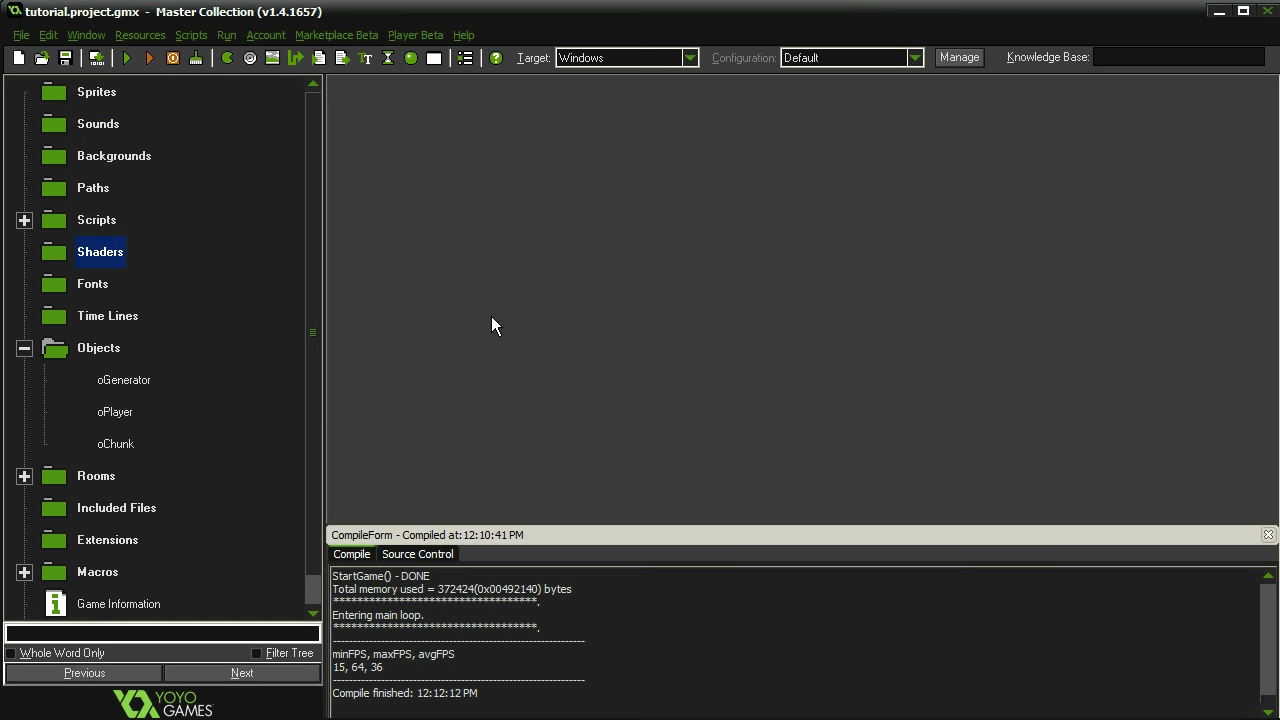 tutorial.project.gmx - Master Collection (v1.4.1657)
File Edit Window Resources Scripts Run Account Marketplace Beta Player Beta Help
Target: Windows Configuration: Default Manage Knowledge Base:
Sprites
Sounds
Backgrounds
Paths
Scripts
Shaders
Fonts
Time Lines
Objects
oGenerator
oPlayer
oChunk
Rooms
Included Files
Extensions
Macros
Game Information
Whole Word Only Filter Tree
Previous Next
YOYO
GAMES
CompileForm - Compiled at:12:10:41 PM
Compile Source Control
StartGame() - DONE
Total memory used = 372424(0x00492140) bytes
**********************************.
Entering main loop.
**********************************.
---------------------------------------------------------------
minFPS, maxFPS, avgFPS
15, 64, 36
---------------------------------------------------------------
Compile finished: 12:12:12 PM